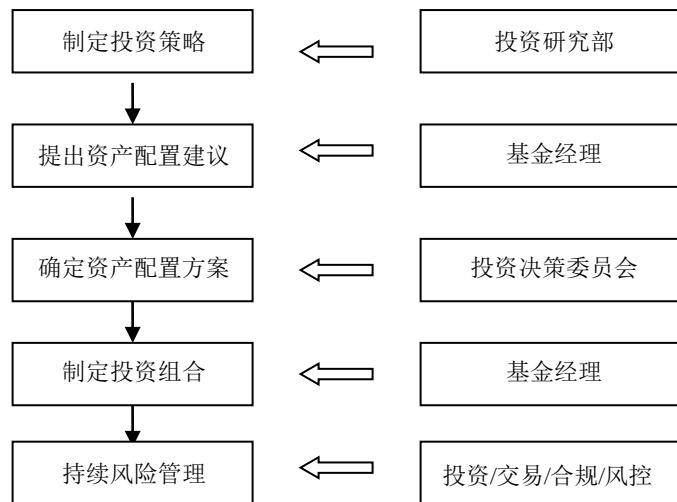 制定投资策略
投资研究部
提出资产配置建议
基金经理
确定资产配置方案
投资决策委员会
制定投资组合
基金经理
持续风险管理
投资/交易/合规/风控